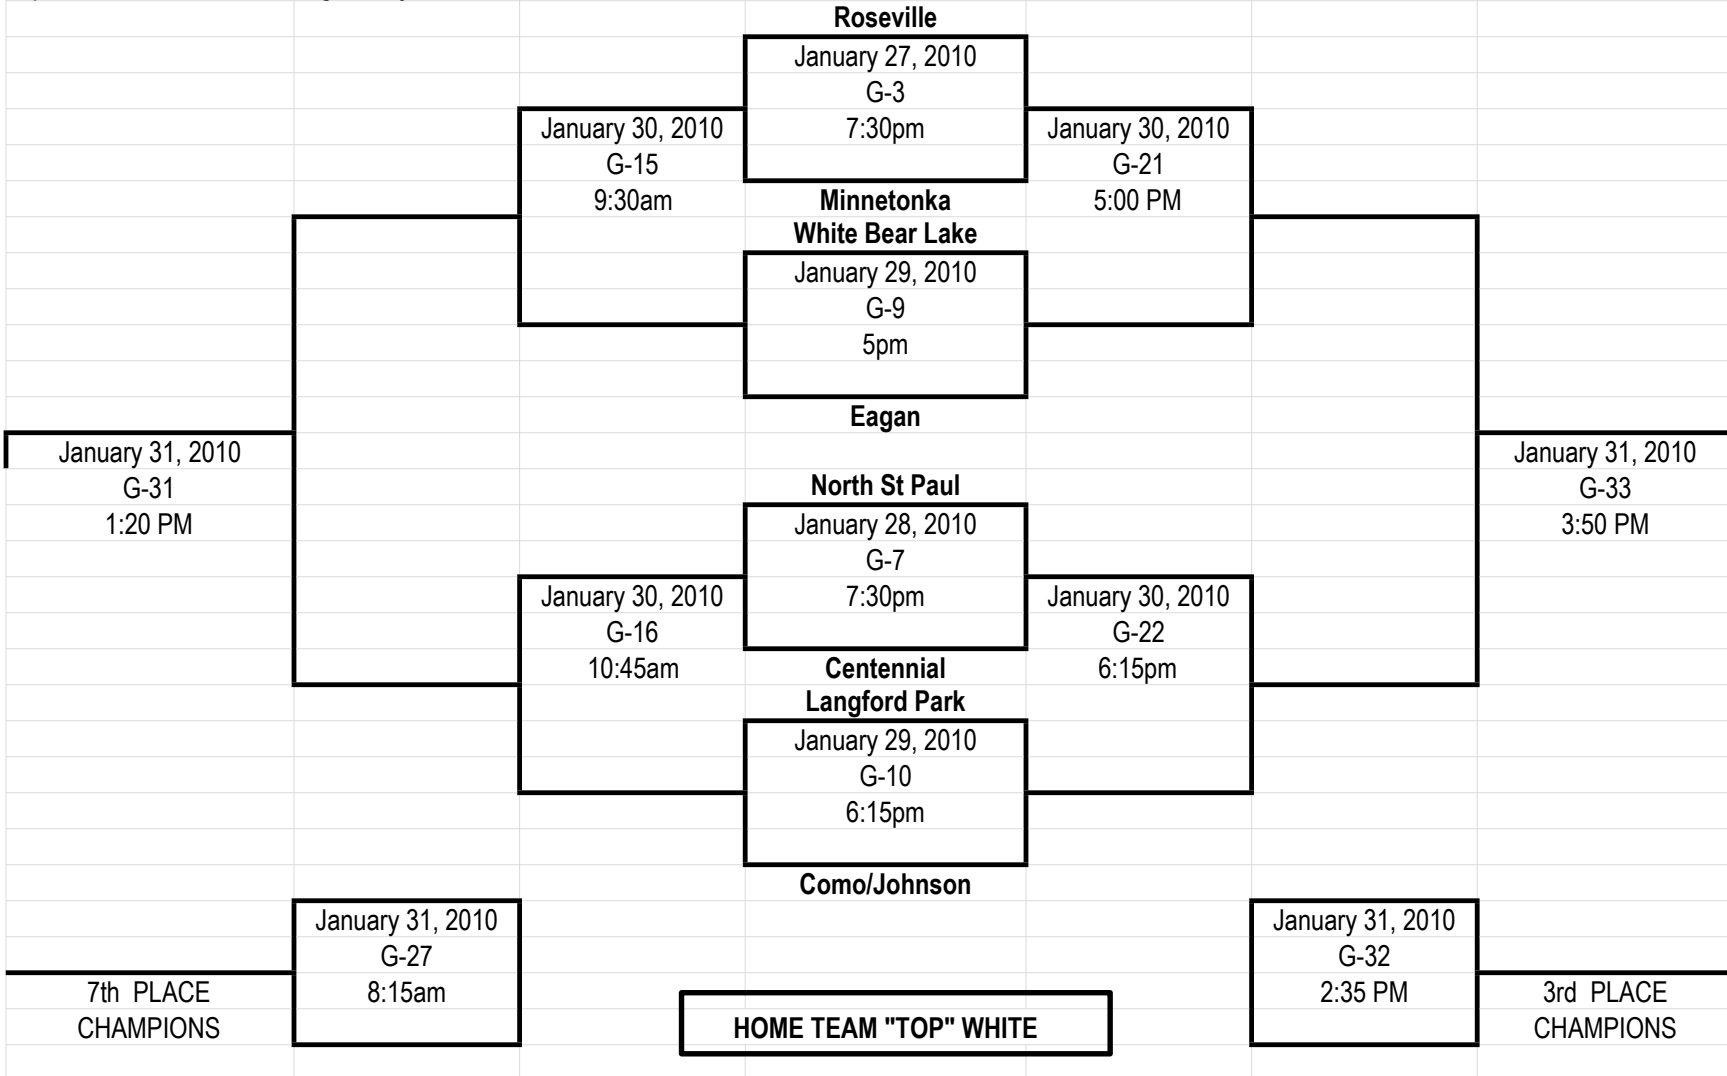 Roseville
January 27, 2010
G-3
7:30pm
Minnetonka
January 30, 2010
G-15
9:30am
January 30, 2010
G-21
5:00 PM
White Bear Lake
January 29, 2010
G-9
5pm
Eagan
January 31, 2010
G-31
1:20 PM
January 31, 2010
G-33
3:50 PM
North St Paul
January 28, 2010
G-7
7:30pm
Centennial
January 30, 2010
G-16
10:45am
January 30, 2010
G-22
6:15pm
Langford Park
January 29, 2010
G-10
6:15pm
Como/Johnson
January 31, 2010
G-27
8:15am
7th PLACE
CHAMPIONS
HOME TEAM "TOP" WHITE
January 31, 2010
G-32
2:35 PM
3rd PLACE
CHAMPIONS